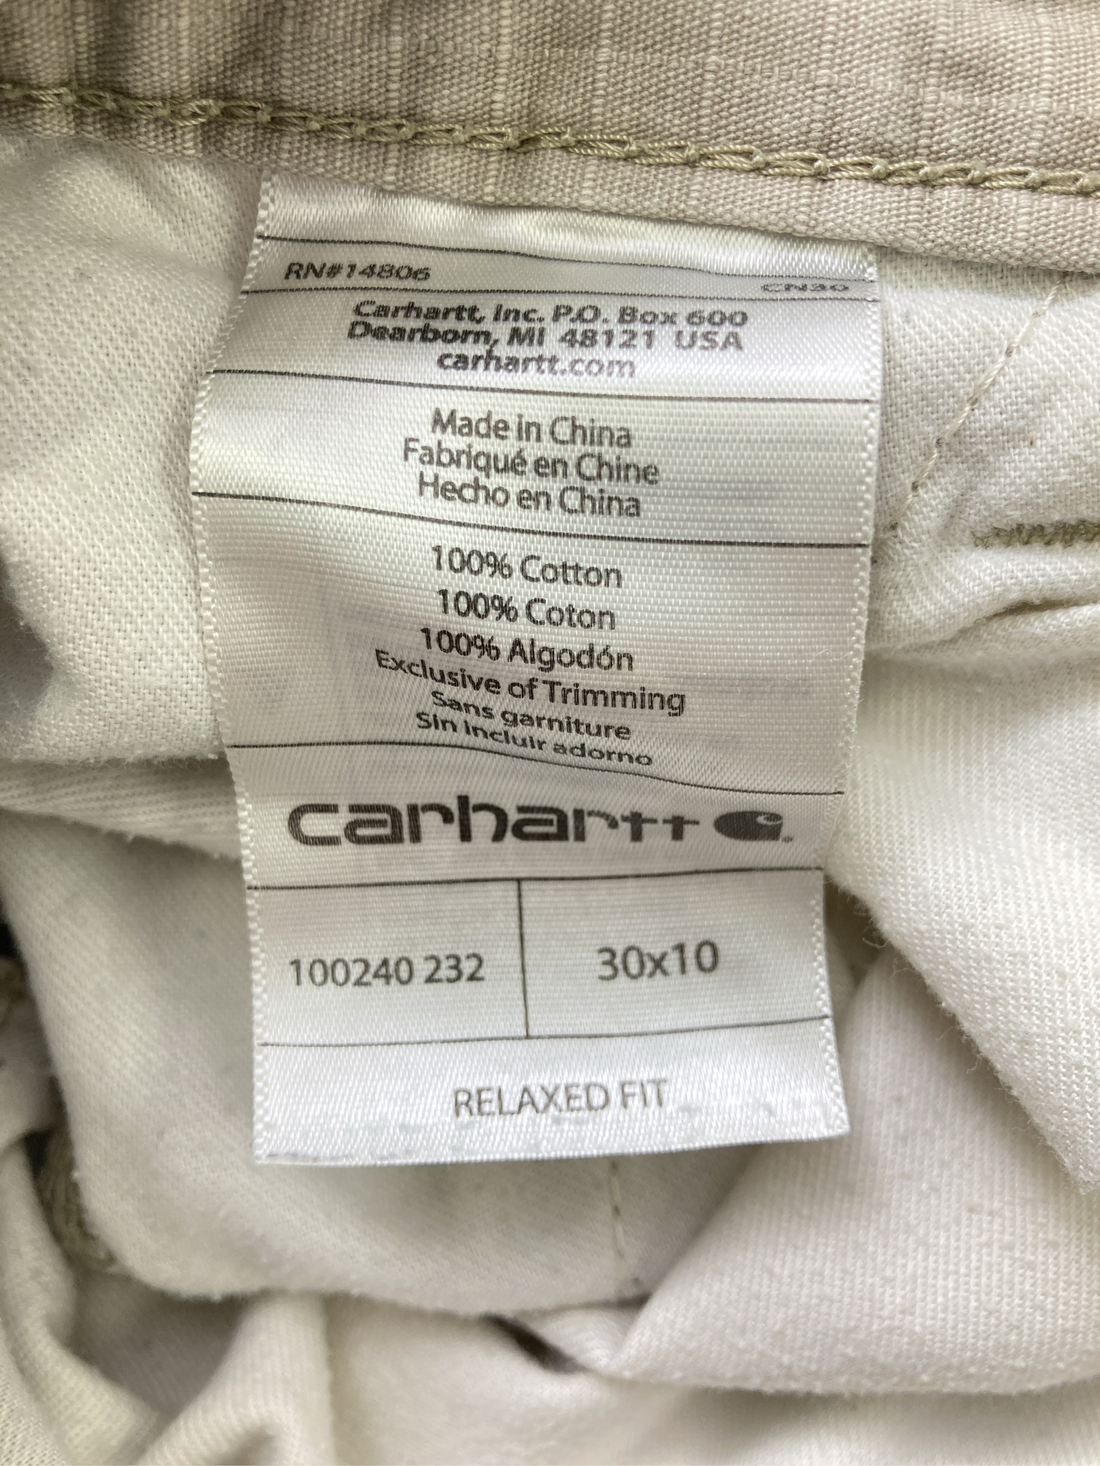 RN#14806
CN30
Carhartt, Inc. P.O. Box 600
Dearborn, MI 48121 USA
carhartt.com
Made in China
Fabriqué en Chine
Hecho en China
100% Cotton
100% Coton
100% Algodón
Exclusive of Trimming
Sans garniture
Sin incluir adorno
carhartt
100240 232
30x10
RELAXED FIT